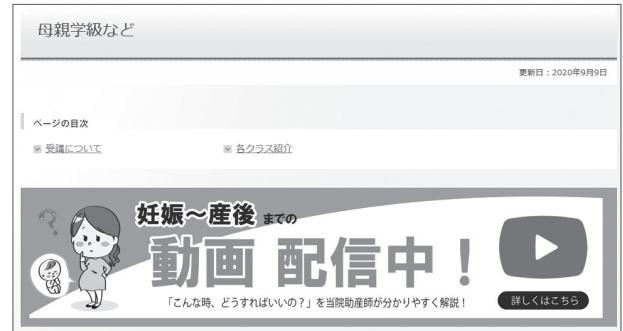 母親学級など
更新日：2020年9月9日
ページの目次
受講について
各クラス紹介
妊娠～産後 までの
動画 配信中！
「こんな時、どうすればいいの？」を当院助産師が分かりやすく解説！
詳しくはこちら
?